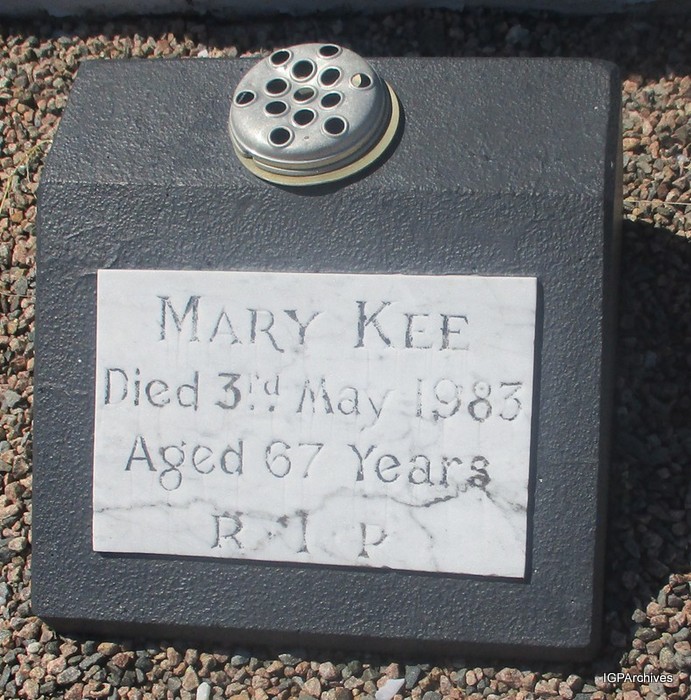 MARY KEE
Died 3rd May 1983
Aged 67 Years
R I P
IGPArchives